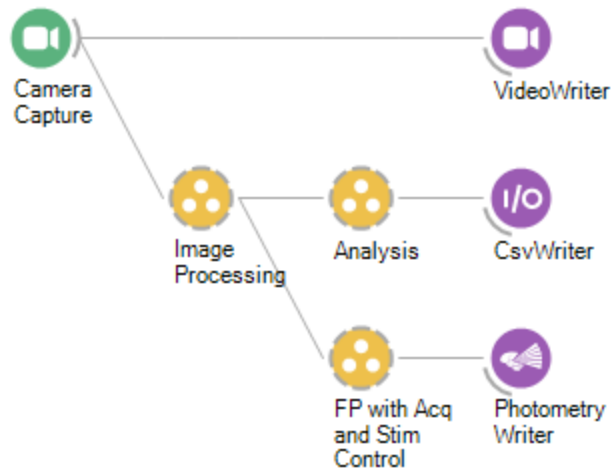 Camera
Capture
VideoWriter
Image
Processing
Analysis
I/O
CsvWriter
FP with Acq
and Stim
Control
Photometry
Writer